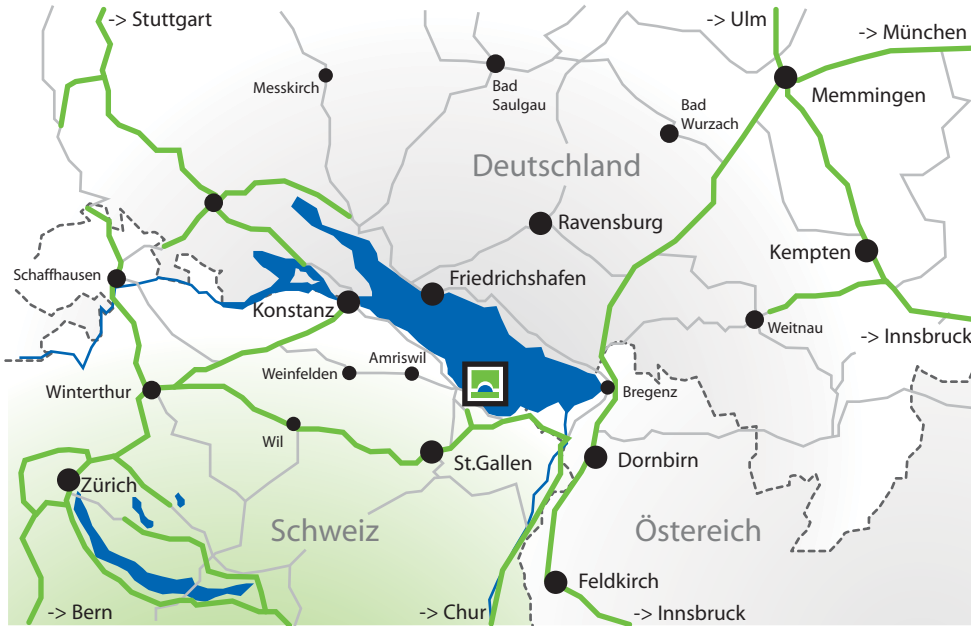 -> Stuttgart
-> Ulm
-> München
Messkirch
Bad
Saulgau
Memmingen
Bad
Wurzach
Deutschland
Ravensburg
Kempten
Schaffhausen
Friedrichshafen
Konstanz
Weitnau
-> Innsbruck
Amriswil
Weinfelden
Winterthur
Bregenz
Wil
St.Gallen
Dornbirn
Zürich
Schweiz
Östereich
Feldkirch
-> Bern
-> Chur
-> Innsbruck